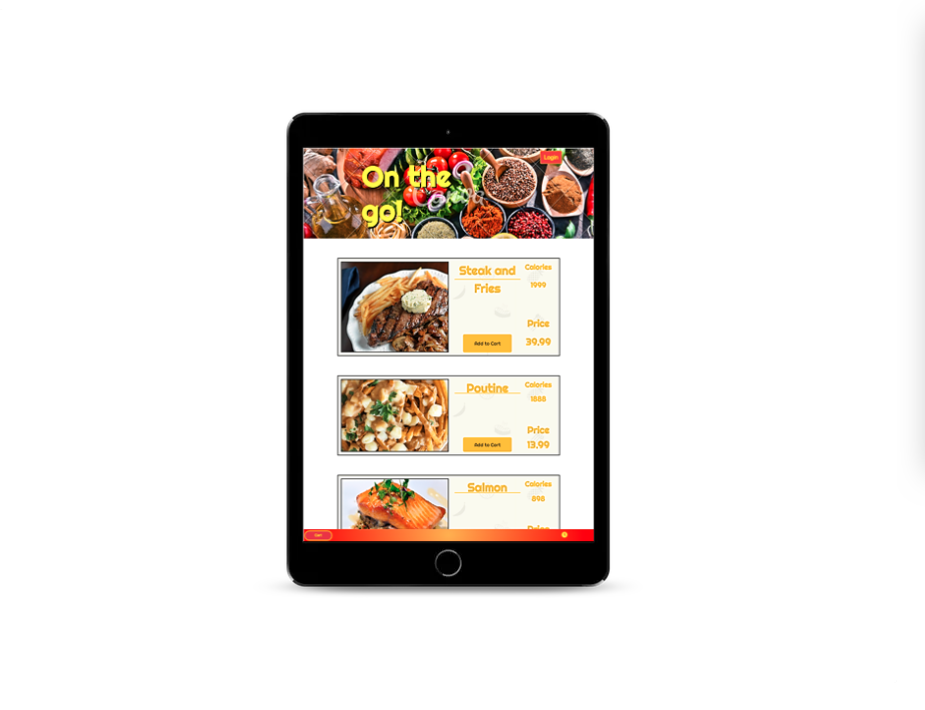 Login
On the
go!
Steak and
Fries
Calories
1999
Price
39.99
Add to Cart
Poutine
Calories
1888
Price
13.99
Add to Cart
Salmon
Calories
898
Price
Cart